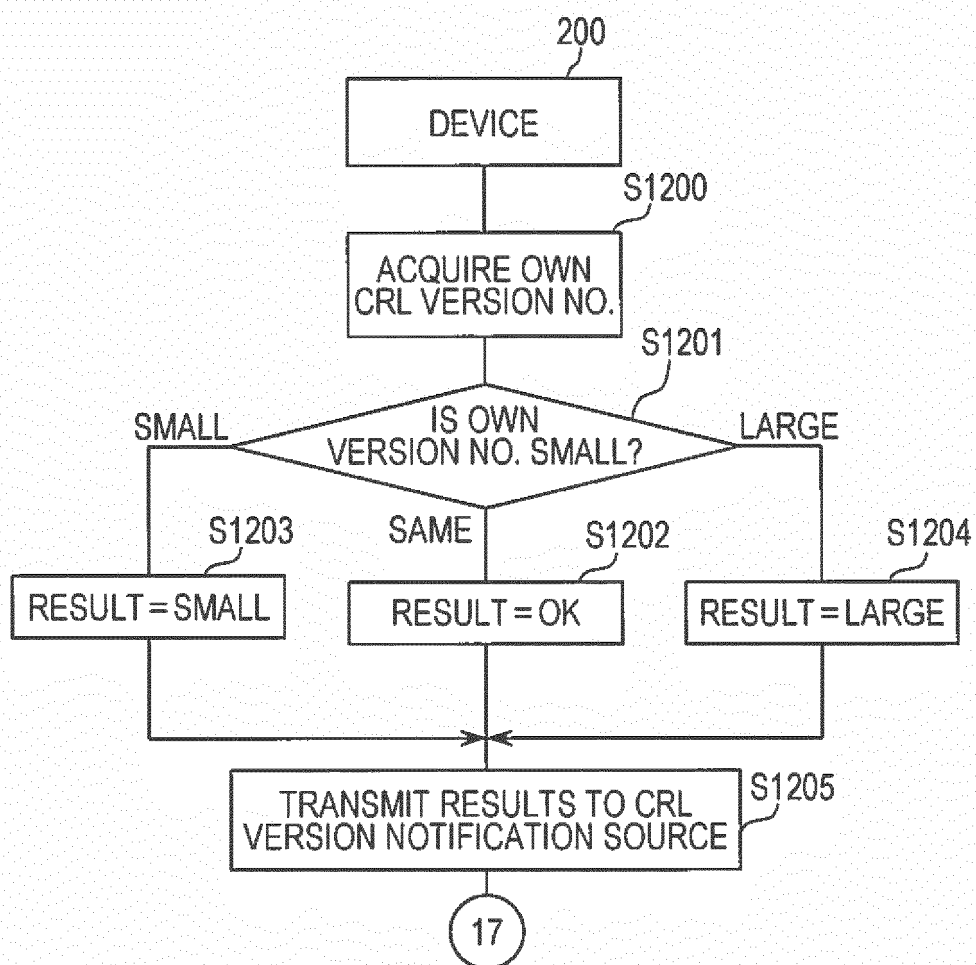 200
DEVICE
S1200
ACQUIRE OWN
CRL VERSION NO.
S1201
IS OWN
VERSION NO. SMALL?
SMALL
LARGE
SAME
S1203
S1202
S1204
RESULT=SMALL
RESULT=OK
RESULT=LARGE
S1205
TRANSMIT RESULTS TO CRL
VERSION NOTIFICATION SOURCE
17